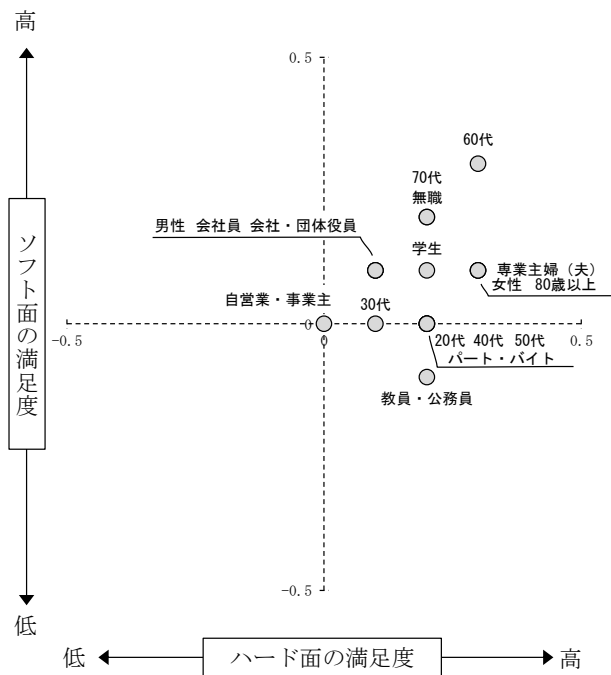 高
0.5
60代
70代
無職
男性 会社員 会社・団体役員
学生
専業主婦（夫）
女性 80歳以上
ソフト面の満足度
自営業・事業主
30代
0
-0.5
0
0.5
20代 40代 50代
パート・バイト
教員・公務員
-0.5
低
低
ハード面の満足度
高